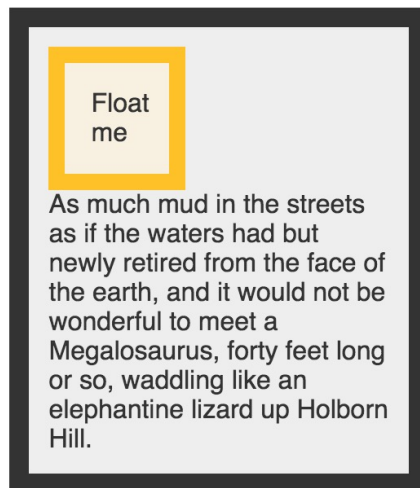 Float
me
As much mud in the streets
as if the waters had but
newly retired from the face of
the earth, and it would not be
wonderful to meet a
Megalosaurus, forty feet long
or so, waddling like an
elephantine lizard up Holborn
Hill.